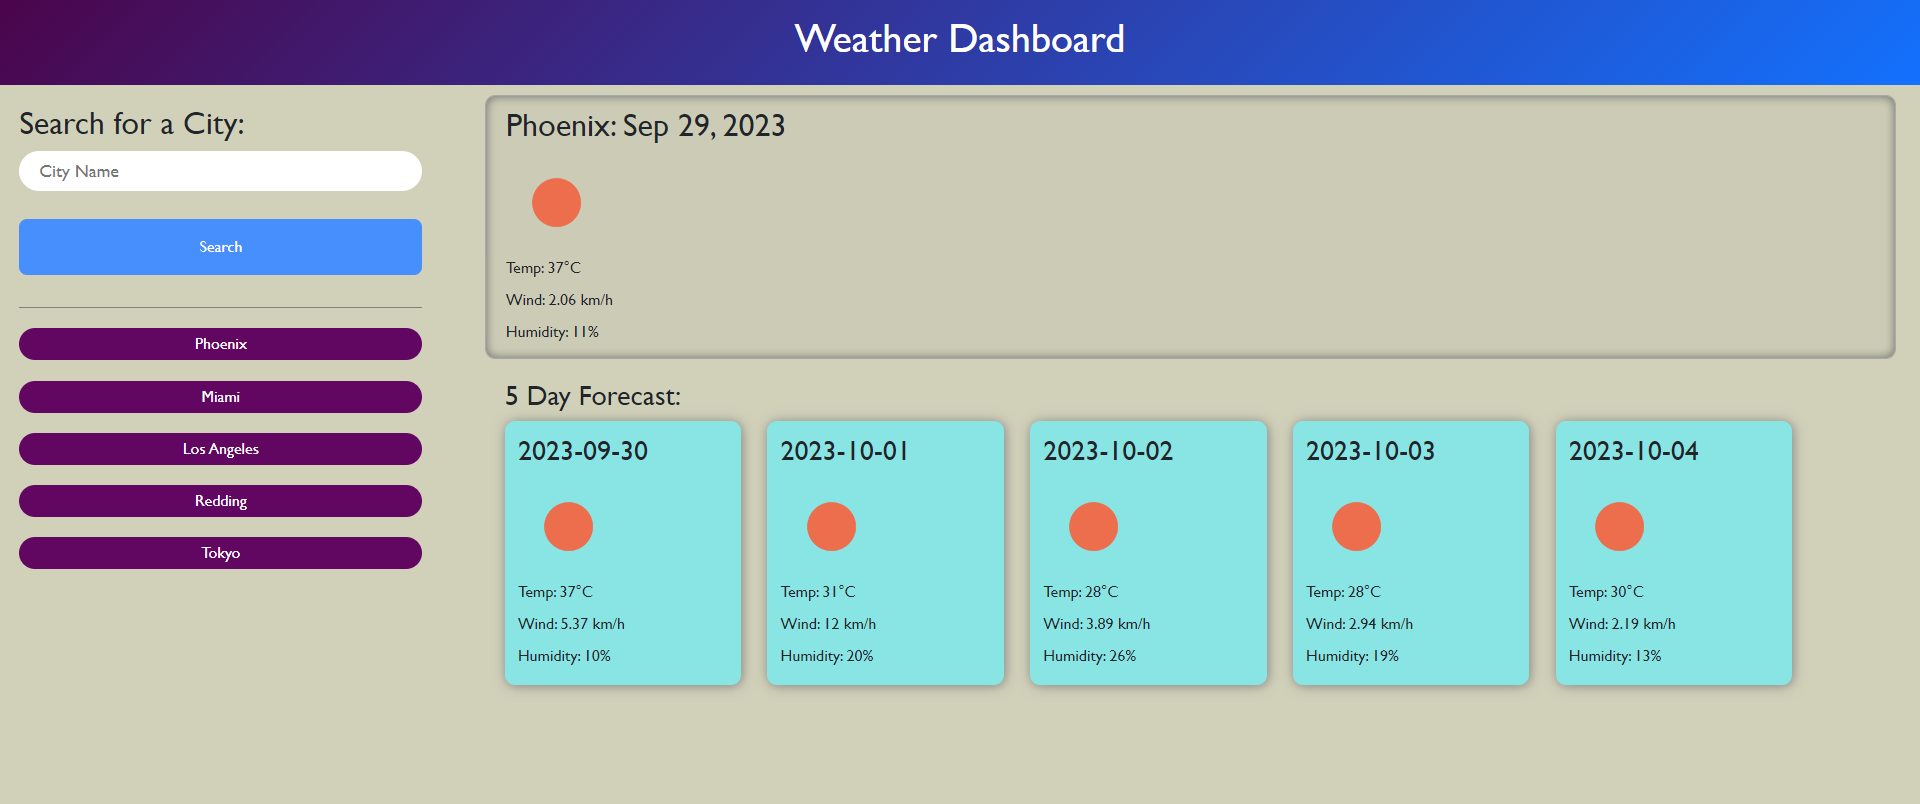 Weather Dashboard
Search for a City:
City Name
Search
Phoenix
Miami
Los Angeles
Redding
Tokyo
Phoenix: Sep 29, 2023
Temp: 37°C
Wind: 2.06 km/h
Humidity: 11%
5 Day Forecast:
2023-09-30
Temp: 37°C
Wind: 5.37 km/h
Humidity: 10%
2023-10-01
Temp: 31°C
Wind: 12 km/h
Humidity: 20%
2023-10-02
Temp: 28°C
Wind: 3.89 km/h
Humidity: 26%
2023-10-03
Temp: 28°C
Wind: 2.94 km/h
Humidity: 19%
2023-10-04
Temp: 30°C
Wind: 2.19 km/h
Humidity: 13%